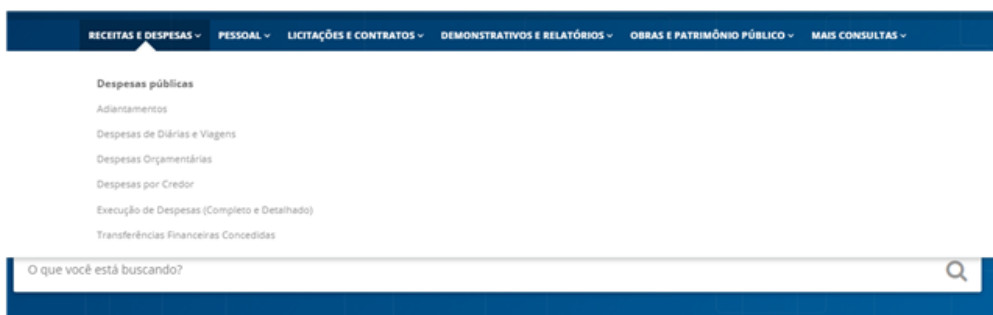 RECEITAS E DESPESAS PESSOAL LICITAÇÕES E CONTRATOS DEMONSTRATIVOS E RELATÓRIOS OBRAS E PATRIMÔNIO PÚBLICO MAIS CONSULTAS
Despesas públicas
Adiantamentos
Despesas de Diárias e Viagens
Despesas Orçamentárias
Despesas por Credor
Execução de Despesas (Completo e Detalhado)
Transferências Financeiras Concedidas
O que você está buscando?